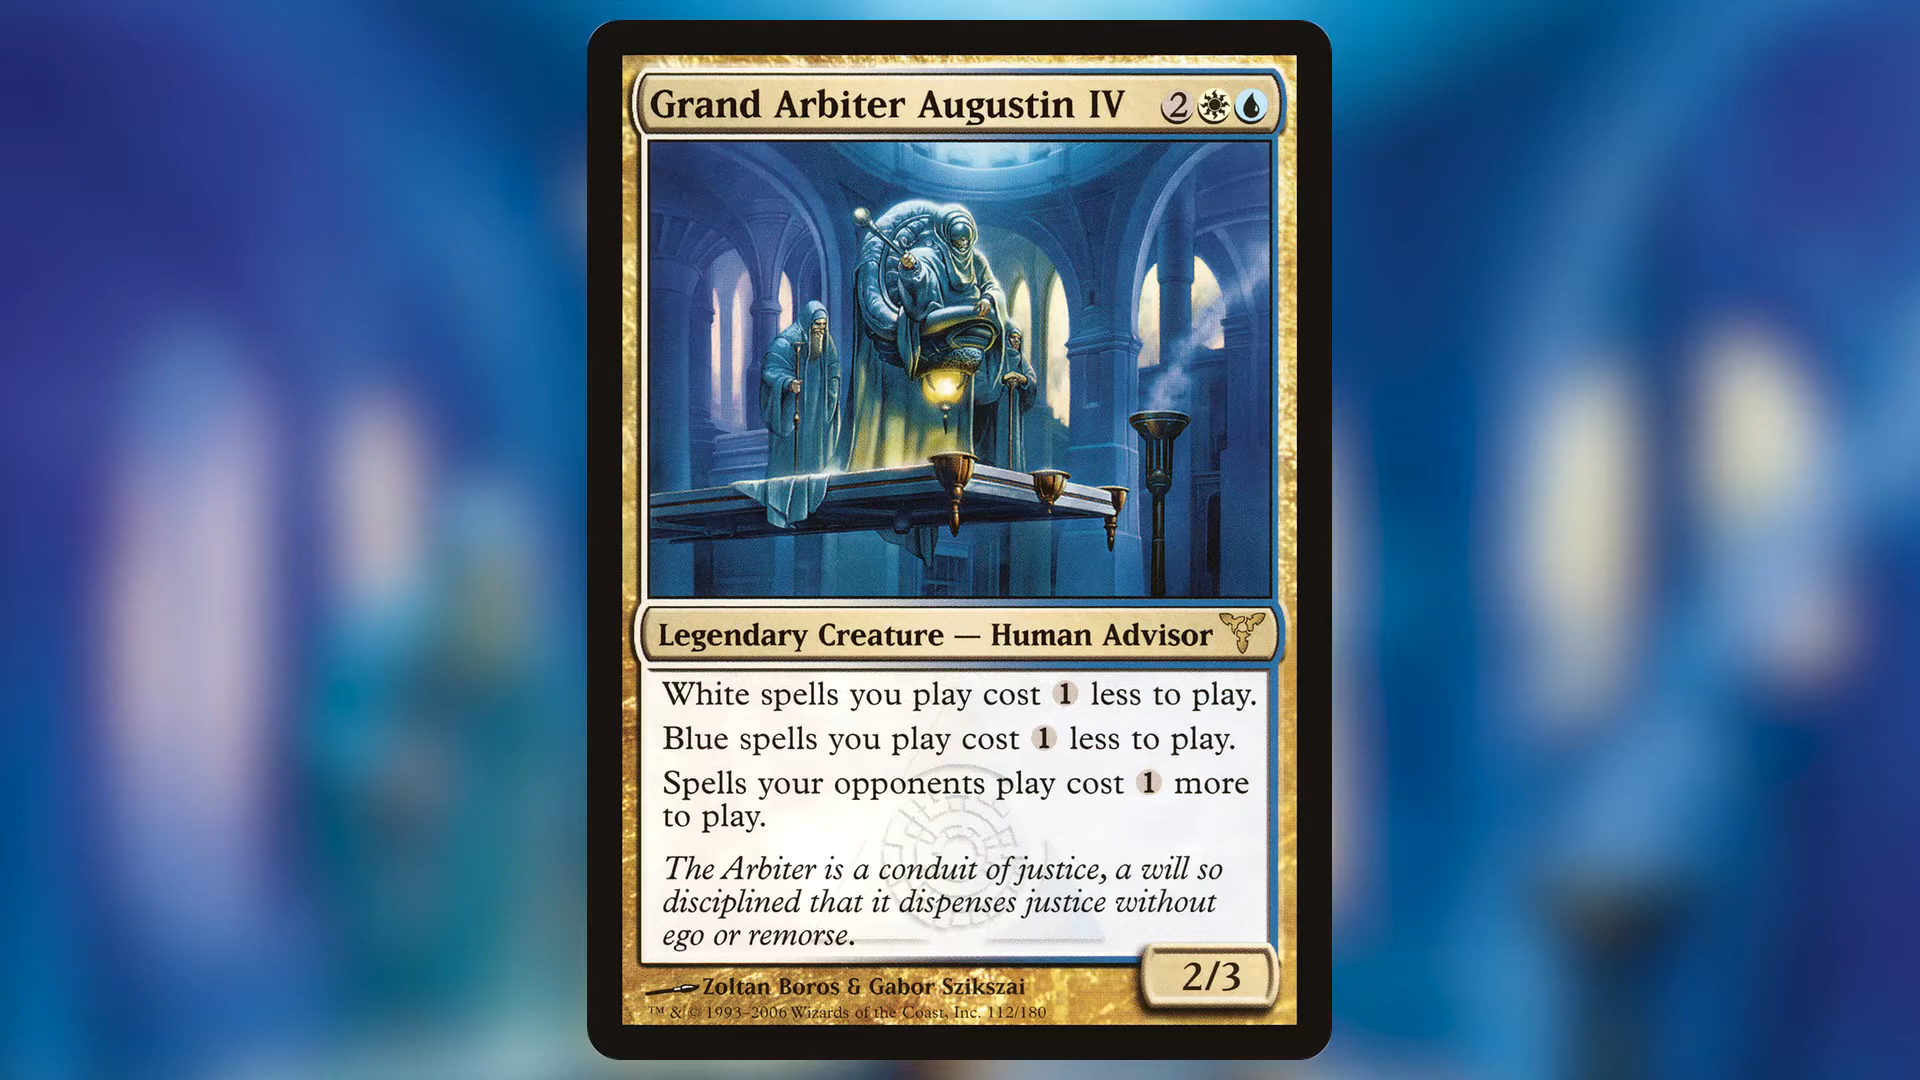 Grand Arbiter Augustin IV 2
Legendary Creature — Human Advisor
White spells you play cost 1 less to play.
Blue spells you play cost 1 less to play.
Spells your opponents play cost 1 more
to play.
The Arbiter is a conduit of justice, a will so
disciplined that it dispenses justice without
ego or remorse.
2/3
Zoltan Boros & Gabor Szikszai
™ & © 1993–2006 Wizards of the Coast, Inc. 112/180